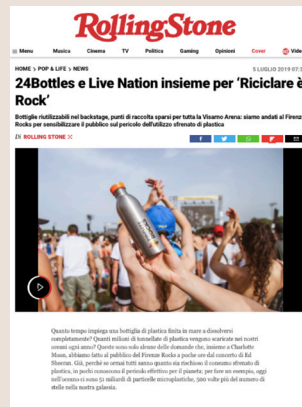 RollingStone
Menu Musica Cinema TV Politica Gaming Opinioni Cover Vide
HOME > POP & LIFE > NEWS 5 LUGLIO 2019 07:3
24Bottles e Live Nation insieme per ‘Riciclare è
Rock’
Bottiglie riutilizzabili nel backstage, punti di raccolta sparsi per tutta la Visarno Arena: siamo andati al Firenz
Rocks per sensibilizzare il pubblico sul pericolo dell'utilizzo sfrenato di plastica
Di ROLLING STONE
Quanto tempo impiega una bottiglia di plastica finita in mare a dissolversi
completamente? Quanti milioni di tonnellate di plastica vengono scaricate nei nostri
oceani ogni anno? Queste sono solo alcune delle domande che, insieme a Charlotte
Moon, abbiamo fatto al pubblico del Firenze Rocks a poche ore dal concerto di Ed
Sheeran. Già, perché se ormai tutti sanno quanto sia rischioso il consumo sfrenato di
plastica, in pochi conoscono il pericolo effettivo per il pianeta: per fare un esempio, oggi
nell'oceano ci sono 51 miliardi di particelle microplastiche, 500 volte più del numero di
stelle nella nostra galassia.